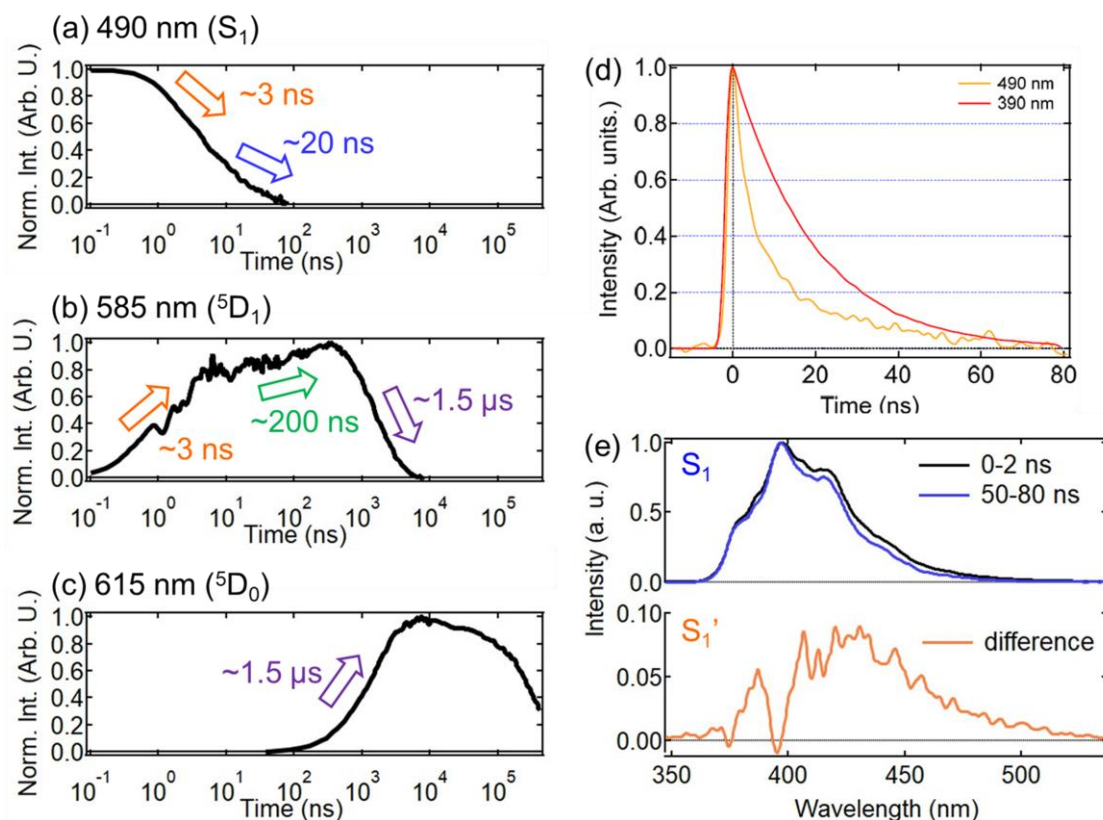 (a) 490 nm (S₁)
Norm. Int. (Arb. U.)
1.0
0.8
0.6
0.4
0.2
0.0
~3 ns
~20 ns
10⁻¹ 10⁰ 10¹ 10² 10³ 10⁴ 10⁵
Time (ns)
(b) 585 nm (⁵D₁)
Norm. Int. (Arb. U.)
1.0
0.8
0.6
0.4
0.2
0.0
~3 ns
~200 ns
~1.5 µs
10⁻¹ 10⁰ 10¹ 10² 10³ 10⁴ 10⁵
Time (ns)
(c) 615 nm (⁵D₀)
Norm. Int. (Arb. U.)
1.0
0.8
0.6
0.4
0.2
0.0
~1.5 µs
10⁻¹ 10⁰ 10¹ 10² 10³ 10⁴ 10⁵
Time (ns)
(d)
490 nm
390 nm
Intensity (Arb. units.)
1.0
0.8
0.6
0.4
0.2
0.0
0 20 40 60 80
Time (ns)
(e)
S₁
0-2 ns
50-80 ns
Intensity (a. u.)
1.0
0.5
0.0
S₁’
difference
0.10
0.05
0.00
350 400 450 500
Wavelength (nm)